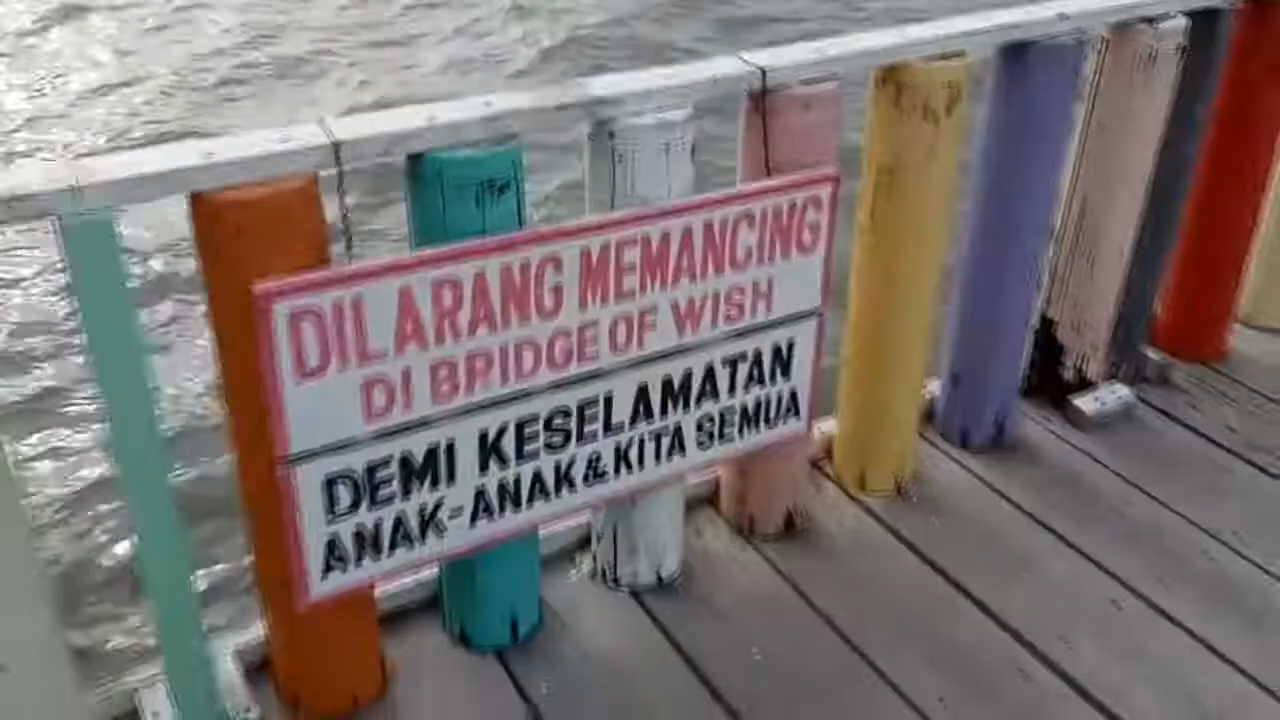 DILARANG MEMANCING
DI BRIDGE OF WISH
DEMI KESELAMATAN
ANAK-ANAK&KITA SEMUA